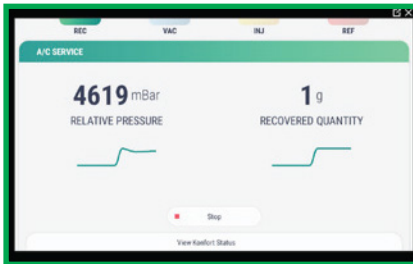 REC VAC INJ REF
A/C SERVICE
4619 mBar 1 g
RELATIVE PRESSURE RECOVERED QUANTITY
Stop
View Konfort Status